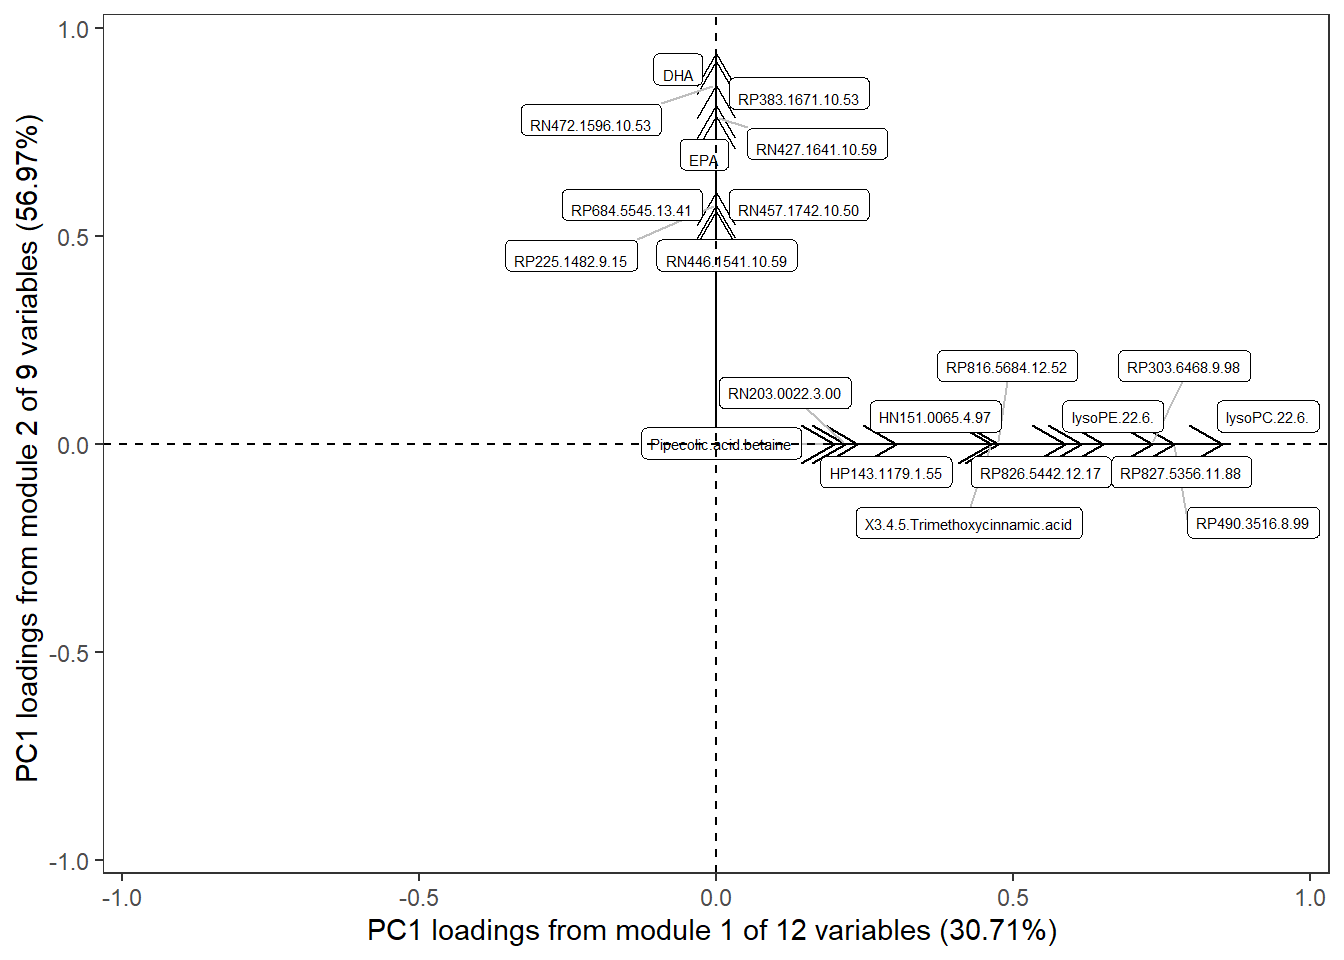 1.0
DHA
RP383.1671.10.53
RN472.1596.10.53
RN427.1641.10.59
EPA
RP684.5545.13.41
RN457.1742.10.50
0.5
RP225.1482.9.15
RN446.1541.10.59
RP816.5684.12.52
RP303.6468.9.98
RN203.0022.3.00
HN151.0065.4.97
lysoPE.22.6.
lysoPC.22.6.
0.0
Pipecolic.acid.betaine
HP143.1179.1.55
RP826.5442.12.17
RP827.5356.11.88
X3.4.5.Trimethoxycinnamic.acid
RP490.3516.8.99
-0.5
-1.0
-1.0
-0.5
0.0
0.5
1.0
PC1 loadings from module 1 of 12 variables (30.71%)
PC1 loadings from module 2 of 9 variables (56.97%)